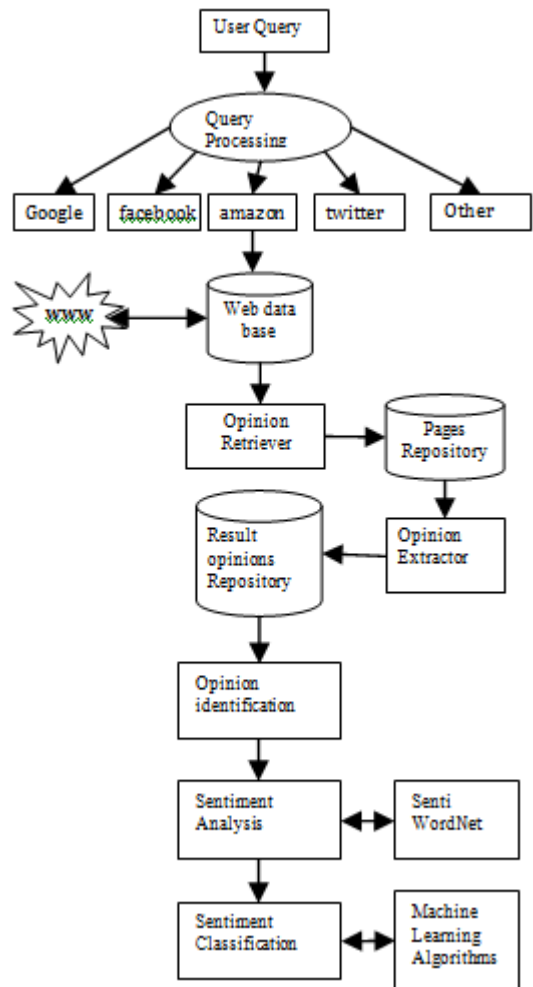 User Query
Query
Processing
Google
facebook
amazon
twitter
Other
www
Web data
base
Opinion
Retriever
Pages
Repository
Result
opinions
Repository
Opinion
Extractor
Opinion
identification
Sentiment
Analysis
Senti
WordNet
Sentiment
Classification
Machine
Learning
Algorithms